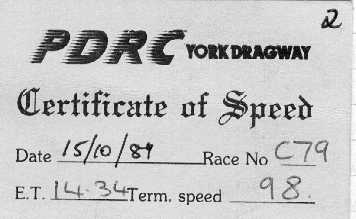 2
PDRC YORK DRAGWAY
Certificate of Speed
Date 15/10/89 Race No C79
E.T. 14.34 Term. speed 98.